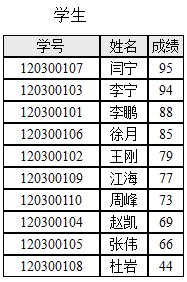 学生
学号 姓名 成绩
120300107 闫宁 95
120300103 李宁 94
120300101 李鹏 88
120300106 徐月 85
120300102 王刚 79
120300109 江海 77
120300110 周峰 73
120300104 赵凯 69
120300105 张伟 66
120300108 杜岩 44